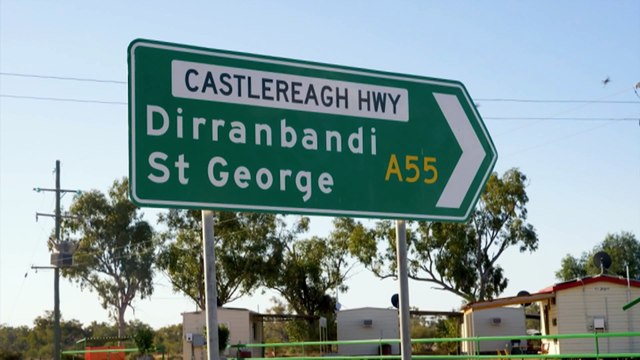 CASTLEREAGH HWY
Dirranbandi
St George A55